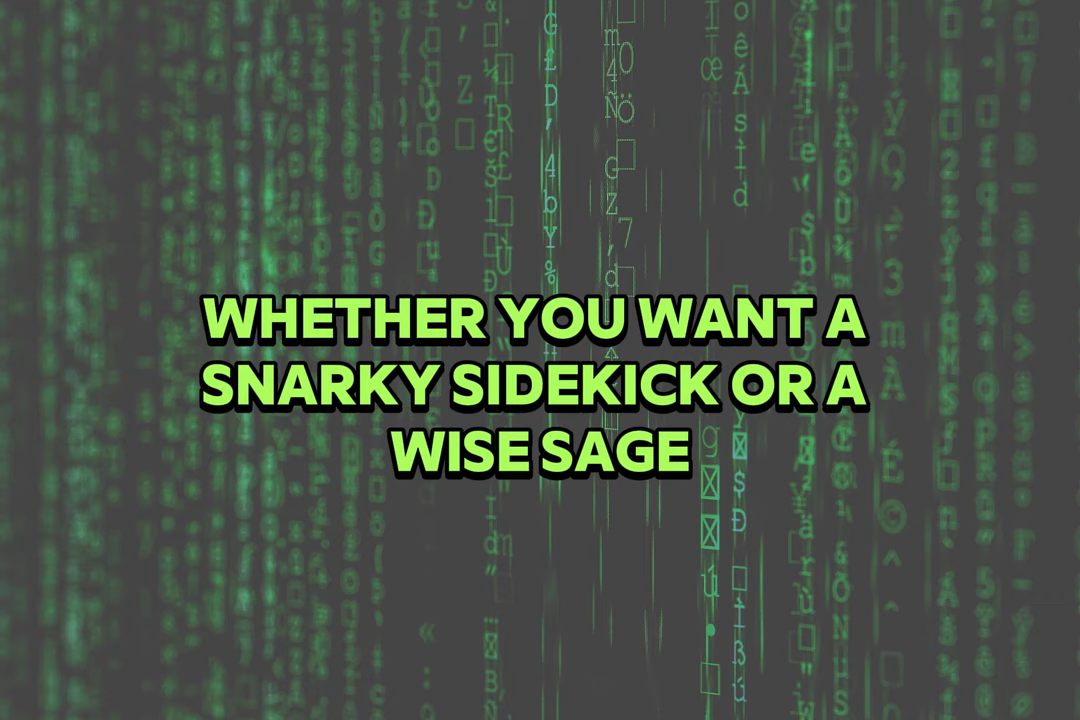 WHETHER YOU WANT A
SNARKY SIDEKICK OR A
WISE SAGE